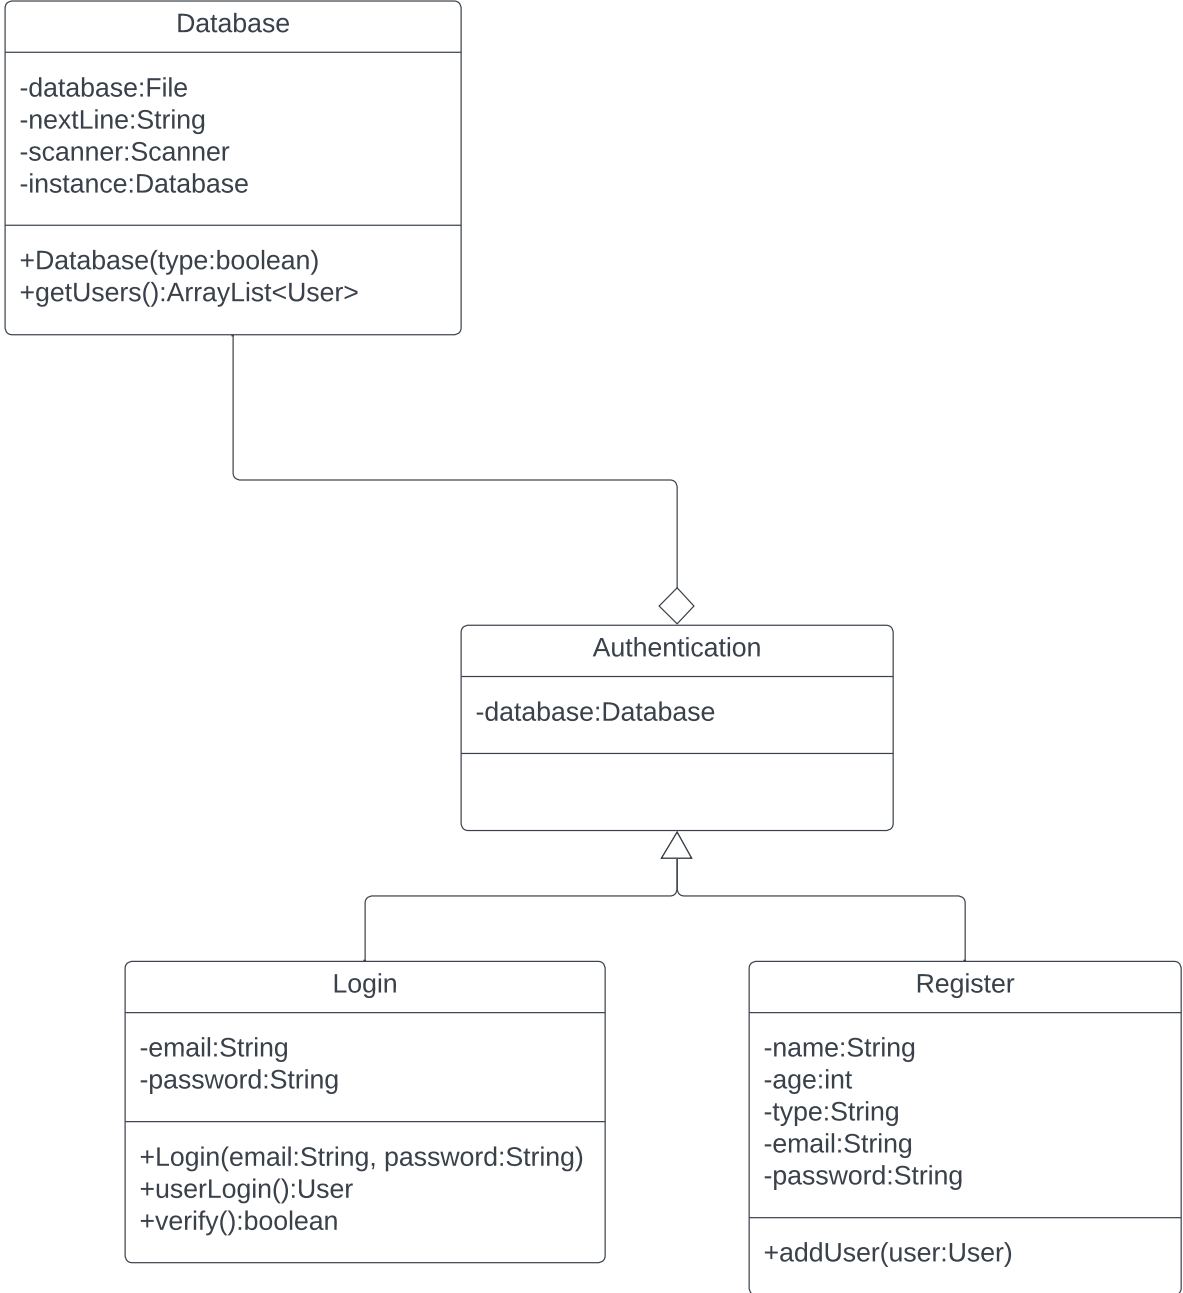 Database
-database:File
-nextLine:String
-scanner:Scanner
-instance:Database
+Database(type:boolean)
+getUsers():ArrayList<User>
Authentication
-database:Database
Login
-email:String
-password:String
+Login(email:String, password:String)
+userLogin():User
+verify():boolean
Register
-name:String
-age:int
-type:String
-email:String
-password:String
+addUser(user:User)